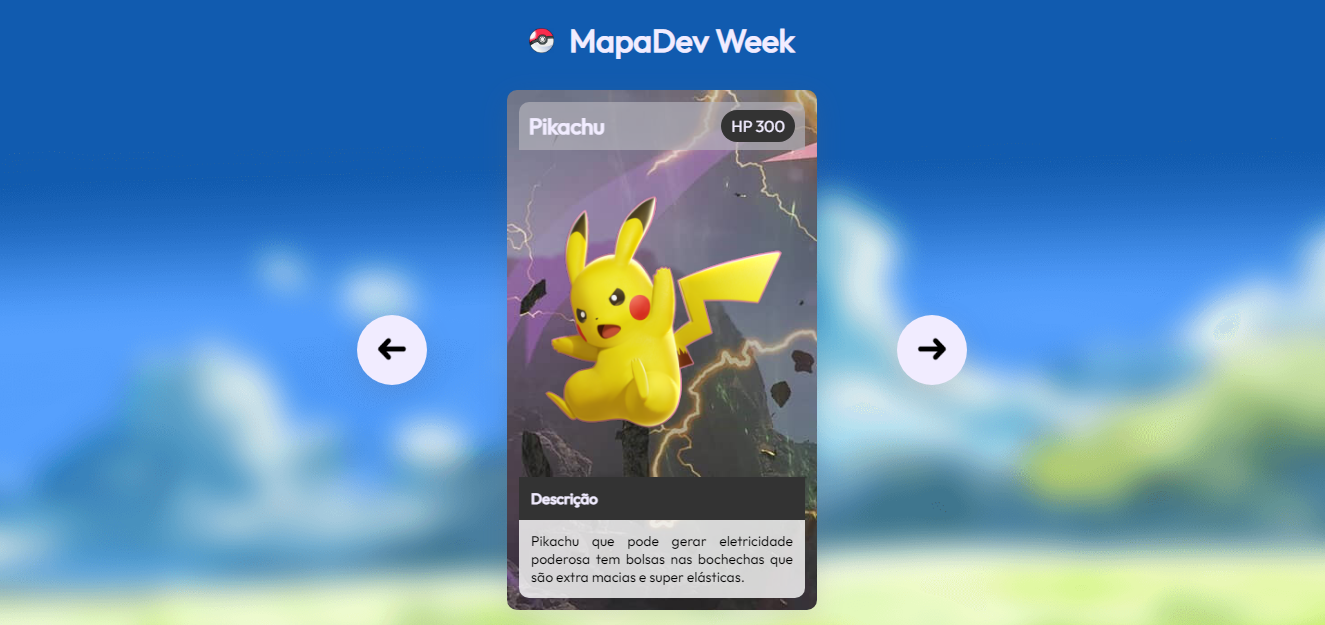 MapaDev Week
Pikachu
HP 300
Descrição
Pikachu que pode gerar eletricidade
poderosa tem bolsas nas bochechas que
são extra macias e super elásticas.